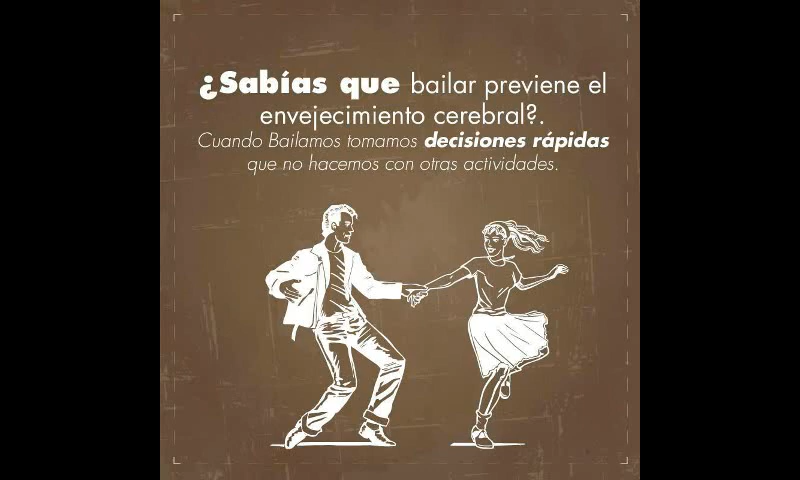 ¿Sabías que bailar previene el
envejecimiento cerebral?.
Cuando Bailamos tomamos decisiones rápidas
que no hacemos con otras actividades.